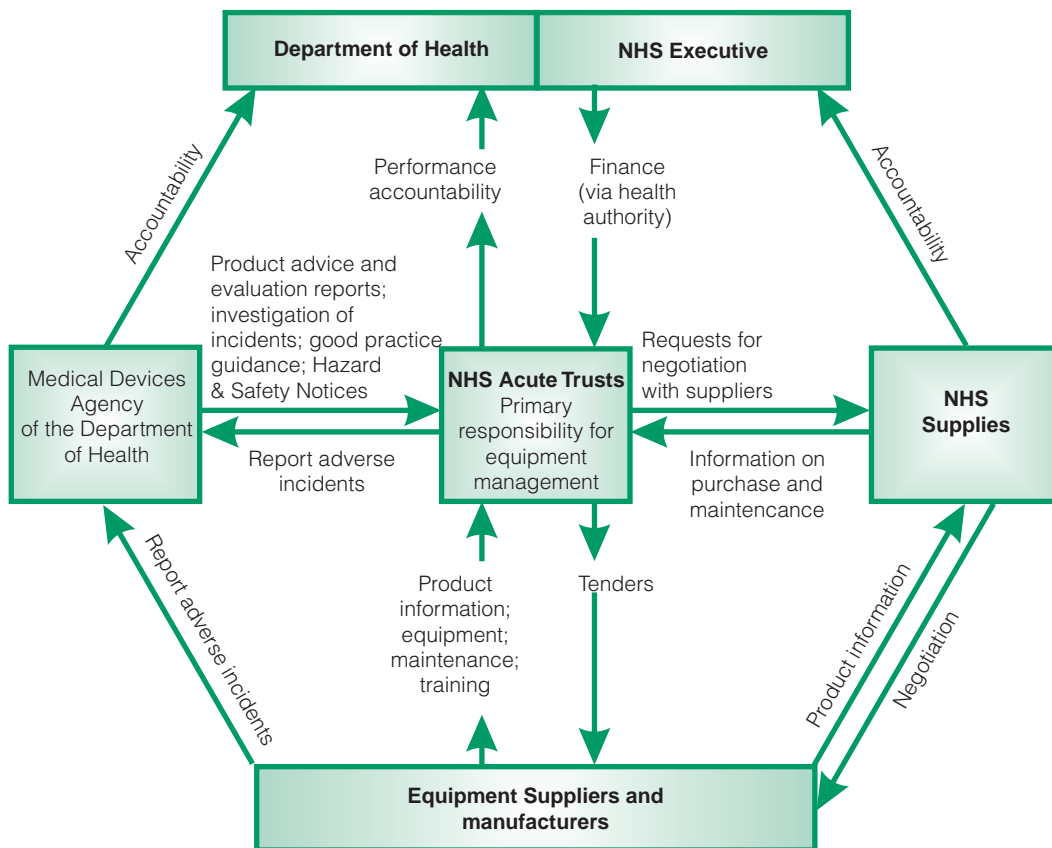 Department of Health
NHS Executive
Accountability
Performance
accountability
Finance
(via health
authority)
Accountability
Product advice and
evaluation reports;
investigation of
incidents; good practice
guidance; Hazard
& Safety Notices
Requests for
negotiation
with suppliers
Medical Devices
Agency
of the Department
of Health
NHS Acute Trusts
Primary
responsibility for
equipment
management
NHS
Supplies
Report adverse
incidents
Information on
purchase and
maintencance
Report adverse incidents
Product
information;
equipment;
maintenance;
training
Tenders
Product information
Negotiation
Equipment Suppliers and
manufacturers